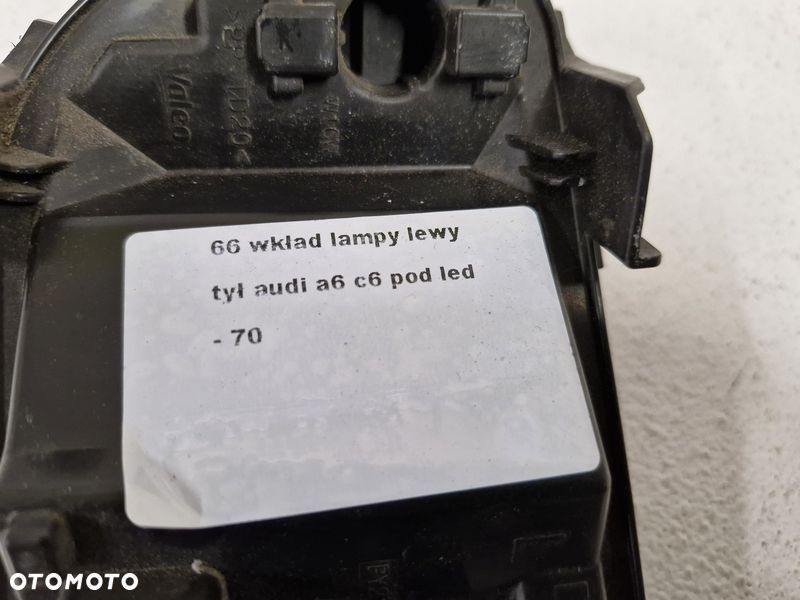 Valeo
66 wkład lampy lewy
tył audi a6 c6 pod led
- 70
OTOMOTO